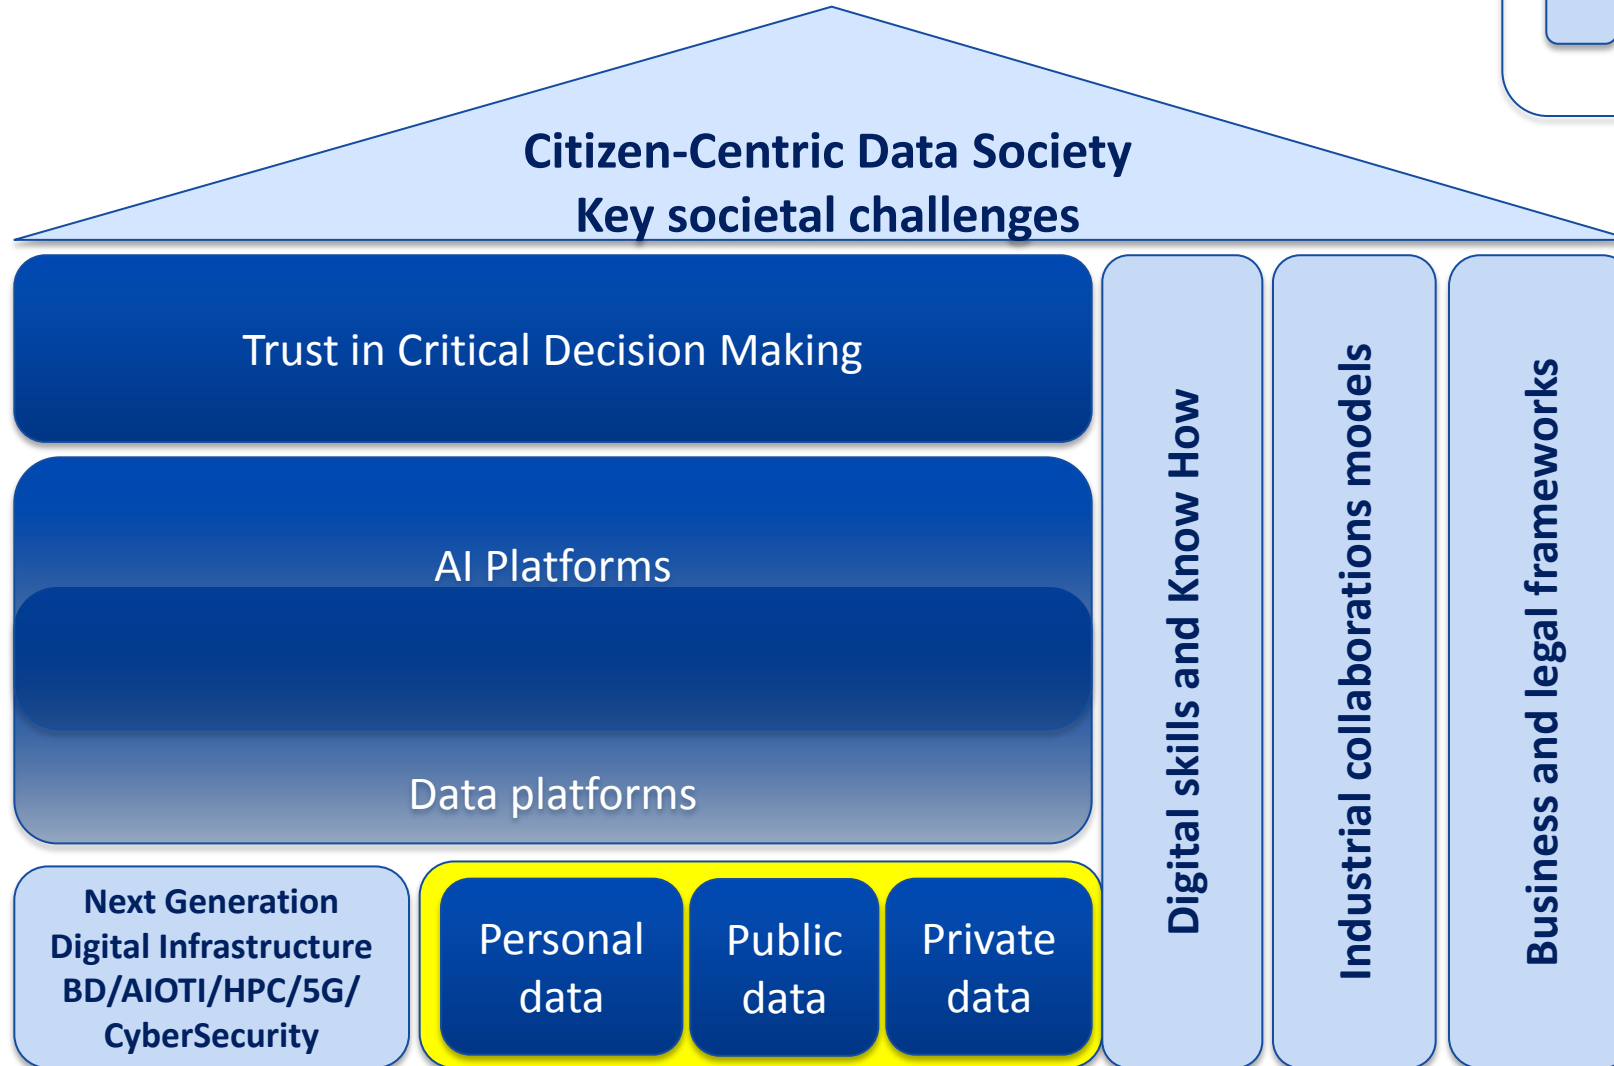 Citizen-Centric Data Society
Key societal challenges
Trust in Critical Decision Making
AI Platforms
Data platforms
Next Generation
Digital Infrastructure
BD/AIOTI/HPC/5G/
CyberSecurity
Personal
data
Public
data
Private
data
Digital skills and Know How
Industrial collaborations models
Business and legal frameworks